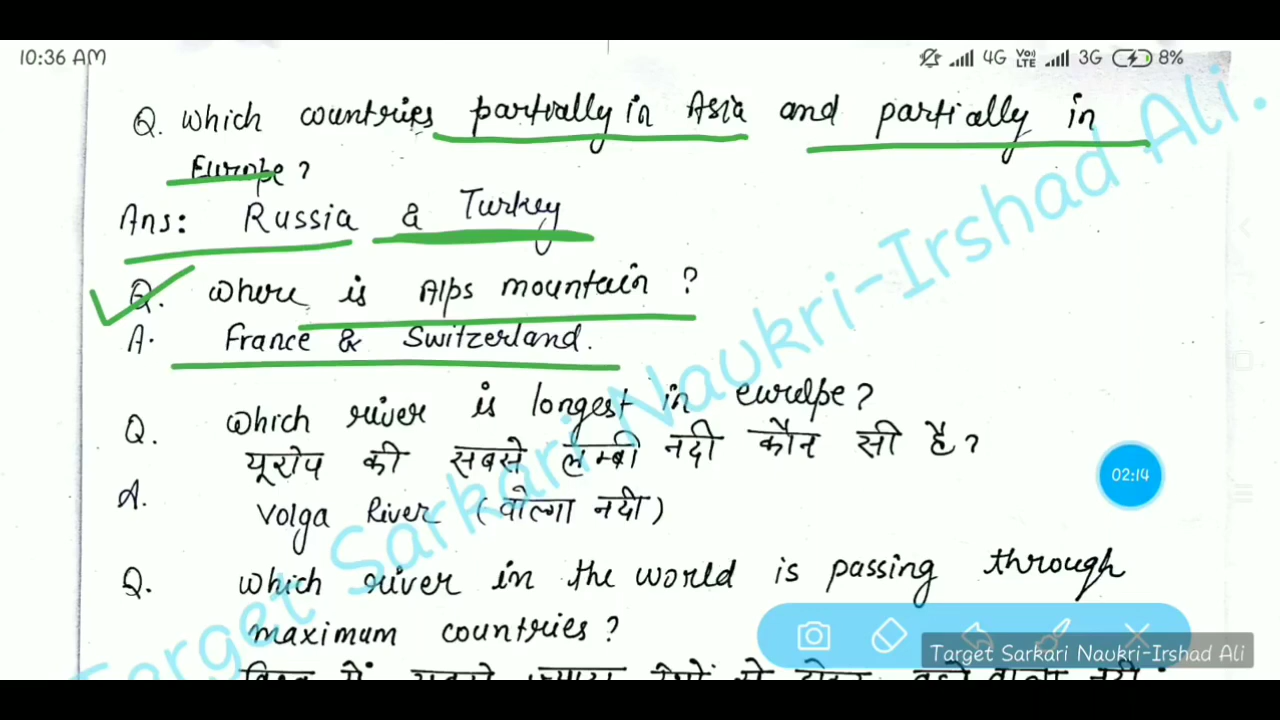 10:36 AM 4G VoLTE 3G 8%
Q. which countries partially in Asia and partially in
Europe?
Ans: Russia & Turkey
Q. where is Alps mountain?
A. France & Switzerland.
Q. which river is longest in
यूरोप की सबसे लम्बी नदी कौन सी है?
A. Volga River (वोल्गा नदी)
02:14
Q. which river in the world is passing through
maximum countries?
Target Sarkari Naukri-Irshad Ali
Target Sarkari Naukri-Irshad Ali.